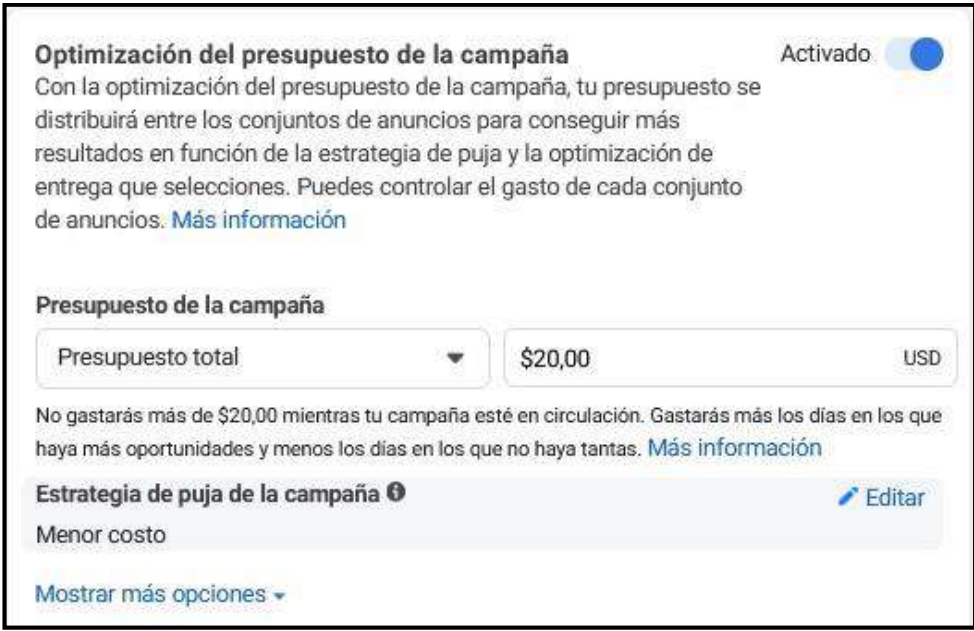 Optimización del presupuesto de la campaña
Activado
Con la optimización del presupuesto de la campaña, tu presupuesto se
distribuirá entre los conjuntos de anuncios para conseguir más
resultados en función de la estrategia de puja y la optimización de
entrega que selecciones. Puedes controlar el gasto de cada conjunto
de anuncios. Más información
Presupuesto de la campaña
Presupuesto total
$20,00 USD
No gastarás más de $20,00 mientras tu campaña esté en circulación. Gastarás más los días en los que
haya más oportunidades y menos los días en los que no haya tantas. Más información
Estrategia de puja de la campaña
Editar
Menor costo
Mostrar más opciones